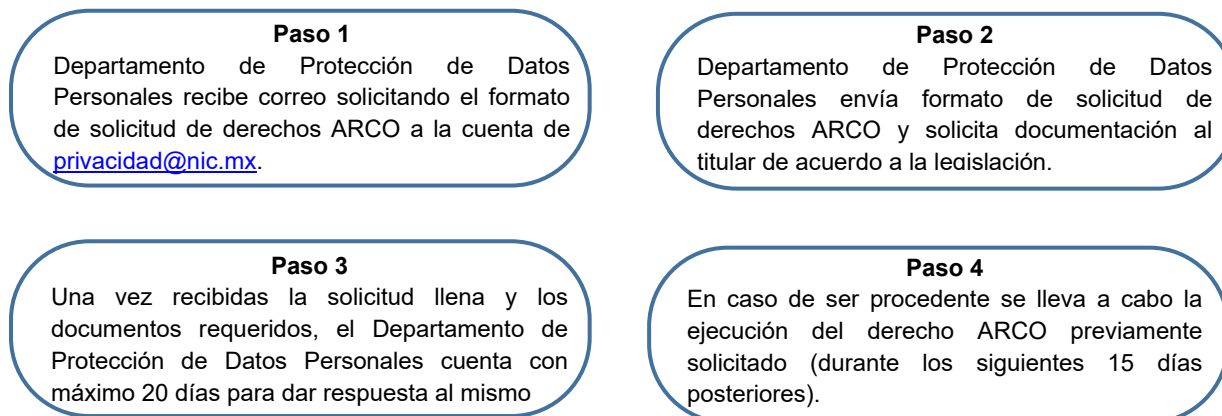 Paso 1
Departamento de Protección de Datos
Personales recibe correo solicitando el formato
de solicitud de derechos ARCO a la cuenta de
privacidad@nic.mx.
Paso 2
Departamento de Protección de Datos
Personales envía formato de solicitud de
derechos ARCO y solicita documentación al
titular de acuerdo a la legislación.
Paso 3
Una vez recibidas la solicitud llena y los
documentos requeridos, el Departamento de
Protección de Datos Personales cuenta con
máximo 20 días para dar respuesta al mismo
Paso 4
En caso de ser procedente se lleva a cabo la
ejecución del derecho ARCO previamente
solicitado (durante los siguientes 15 días
posteriores).